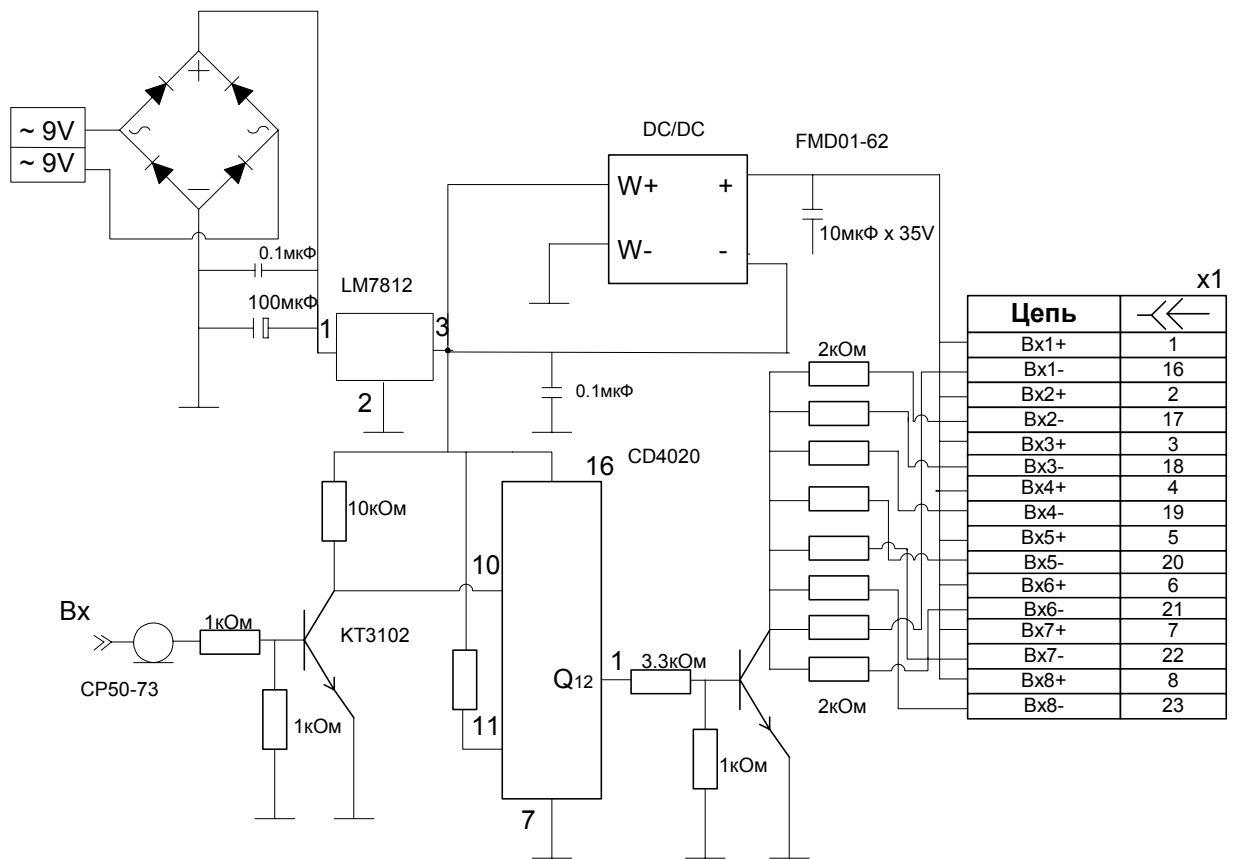 ~ 9V
~ 9V
+
−
0.1мкФ
100мкФ
LM7812
1
3
2
DC/DC
FMD01-62
W+ +
W- -
10мкФ x 35V
0.1мкФ
x1
Цепь
Вх1+ 1
Вх1- 16
Вх2+ 2
Вх2- 17
Вх3+ 3
Вх3- 18
Вх4+ 4
Вх4- 19
Вх5+ 5
Вх5- 20
Вх6+ 6
Вх6- 21
Вх7+ 7
Вх7- 22
Вх8+ 8
Вх8- 23
2кОм
2кОм
16
CD4020
10кОм
10
Вх
1кОм
КТ3102
СР50-73
1кОм
11
Q12
1
3.3кОм
1кОм
7